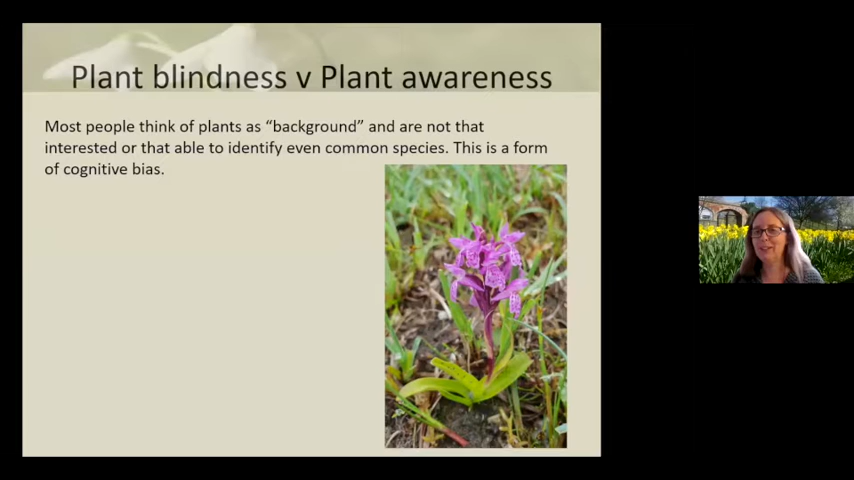 Plant blindness v Plant awareness
Most people think of plants as “background” and are not that
interested or that able to identify even common species. This is a form
of cognitive bias.